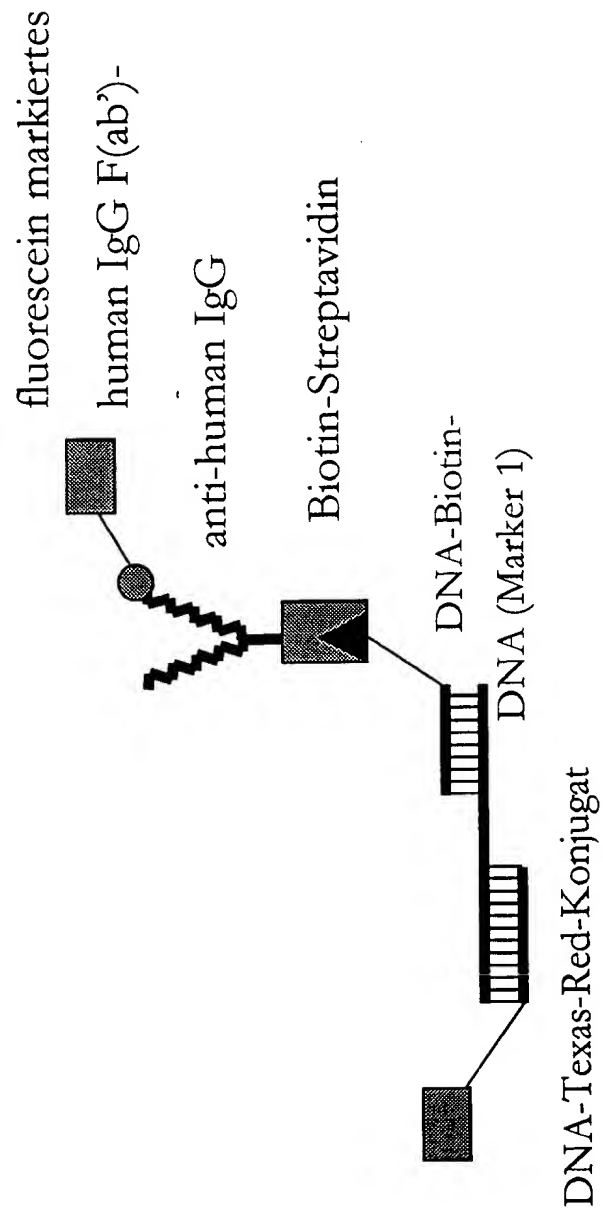 fluorescein markiertes
human IgG F(ab')-
anti-human IgG
Biotin-Streptavidin
DNA-Biotin-
DNA (Marker 1)
DNA-Texas-Red-Konjugat